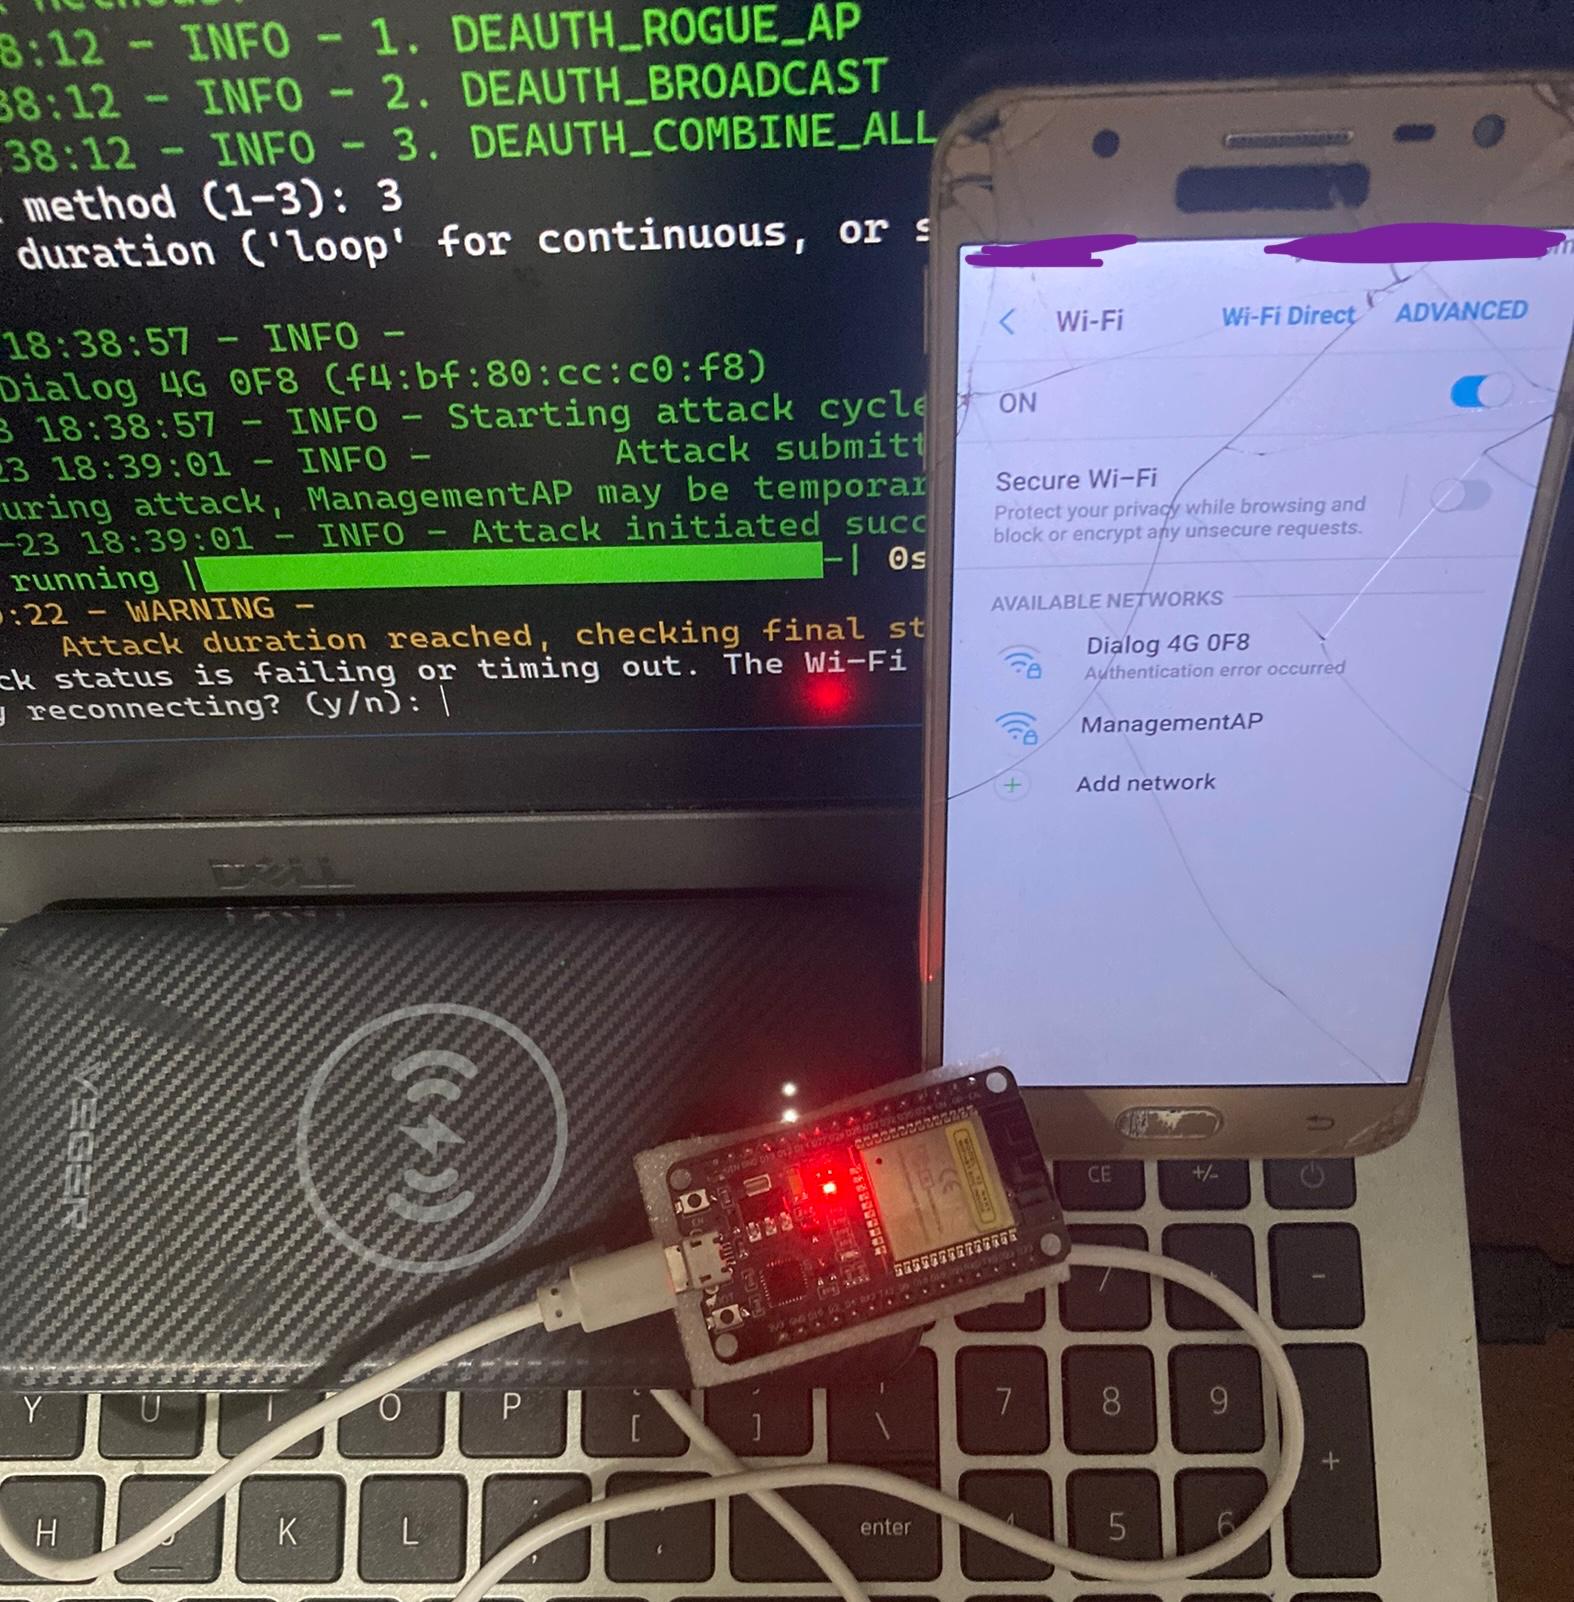 8:12 - INFO - 1. DEAUTH_ROGUE_AP
38:12 - INFO - 2. DEAUTH_BROADCAST
38:12 - INFO - 3. DEAUTH_COMBINE_ALL
method (1-3): 3
duration ('loop' for continuous, or s
18:38:57 - INFO -
Dialog 4G 0F8 (f4:bf:80:cc:c0:f8)
3 18:38:57 - INFO - Starting attack cycle
23 18:39:01 - INFO - Attack submitt
uring attack, ManagementAP may be temporar
-23 18:39:01 - INFO - Attack initiated succ
running | -| 0s
:22 - WARNING -
Attack duration reached, checking final st
ck status is failing or timing out. The Wi-Fi
y reconnecting? (y/n):
Wi-Fi Wi-Fi Direct ADVANCED
ON
Secure Wi-Fi
Protect your privacy while browsing and
block or encrypt any unsecure requests.
AVAILABLE NETWORKS
Dialog 4G 0F8
Authentication error occurred
ManagementAP
Add network
DELL
VEGER
CE +/-
/ -
Y U I O P [ ] \ 7 8 9 +
H J K L ; enter 4 5 6